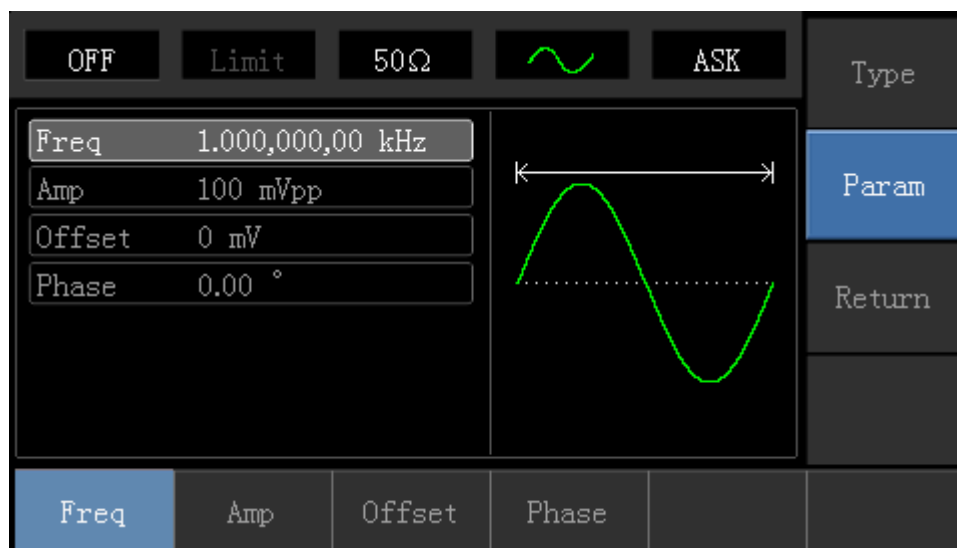 OFF Limit 50Ω ASK
Type
Freq 1.000,000,00 kHz
Amp 100 mVpp
Offset 0 mV
Phase 0.00 °
Param
Return
Freq Amp Offset Phase